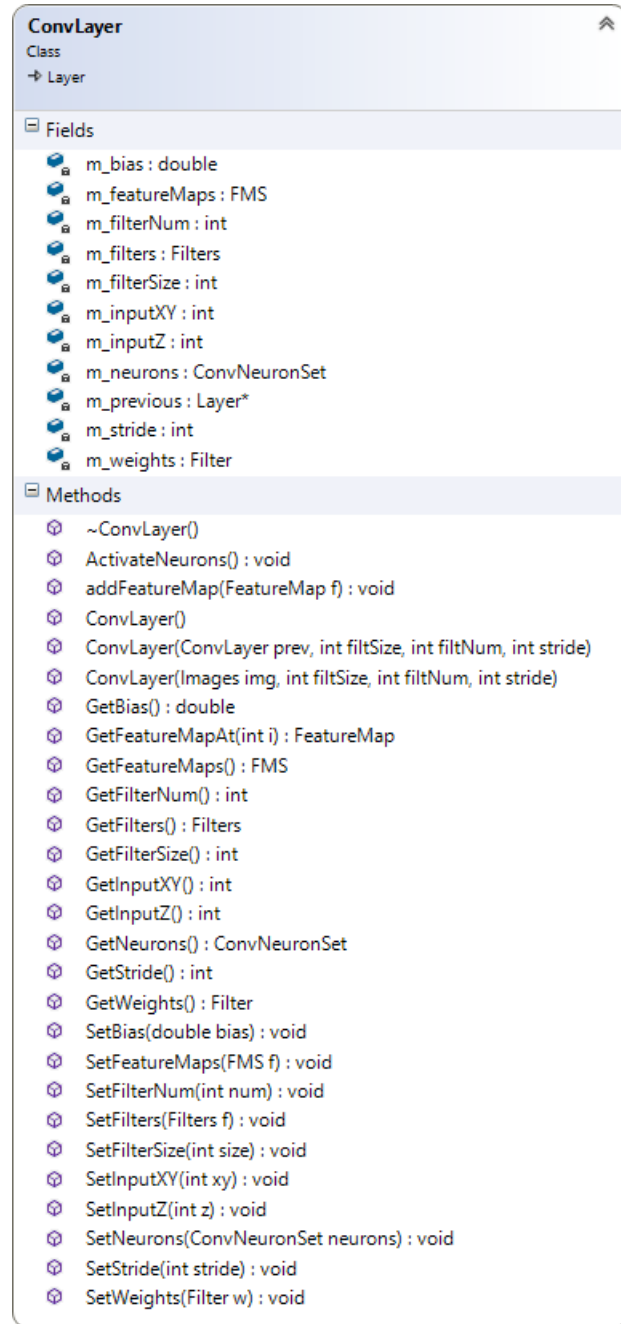 ConvLayer
Class
Layer
Fields
m_bias : double
m_featureMaps : FMS
m_filterNum : int
m_filters : Filters
m_filterSize : int
m_inputXY : int
m_inputZ : int
m_neurons : ConvNeuronSet
m_previous : Layer*
m_stride : int
m_weights : Filter
Methods
~ConvLayer()
ActivateNeurons() : void
addFeatureMap(FeatureMap f) : void
ConvLayer()
ConvLayer(ConvLayer prev, int filtSize, int filtNum, int stride)
ConvLayer(Images img, int filtSize, int filtNum, int stride)
GetBias() : double
GetFeatureMapAt(int i) : FeatureMap
GetFeatureMaps() : FMS
GetFilterNum() : int
GetFilters() : Filters
GetFilterSize() : int
GetInputXY() : int
GetInputZ() : int
GetNeurons() : ConvNeuronSet
GetStride() : int
GetWeights() : Filter
SetBias(double bias) : void
SetFeatureMaps(FMS f) : void
SetFilterNum(int num) : void
SetFilters(Filters f) : void
SetFilterSize(int size) : void
SetInputXY(int xy) : void
SetInputZ(int z) : void
SetNeurons(ConvNeuronSet neurons) : void
SetStride(int stride) : void
SetWeights(Filter w) : void